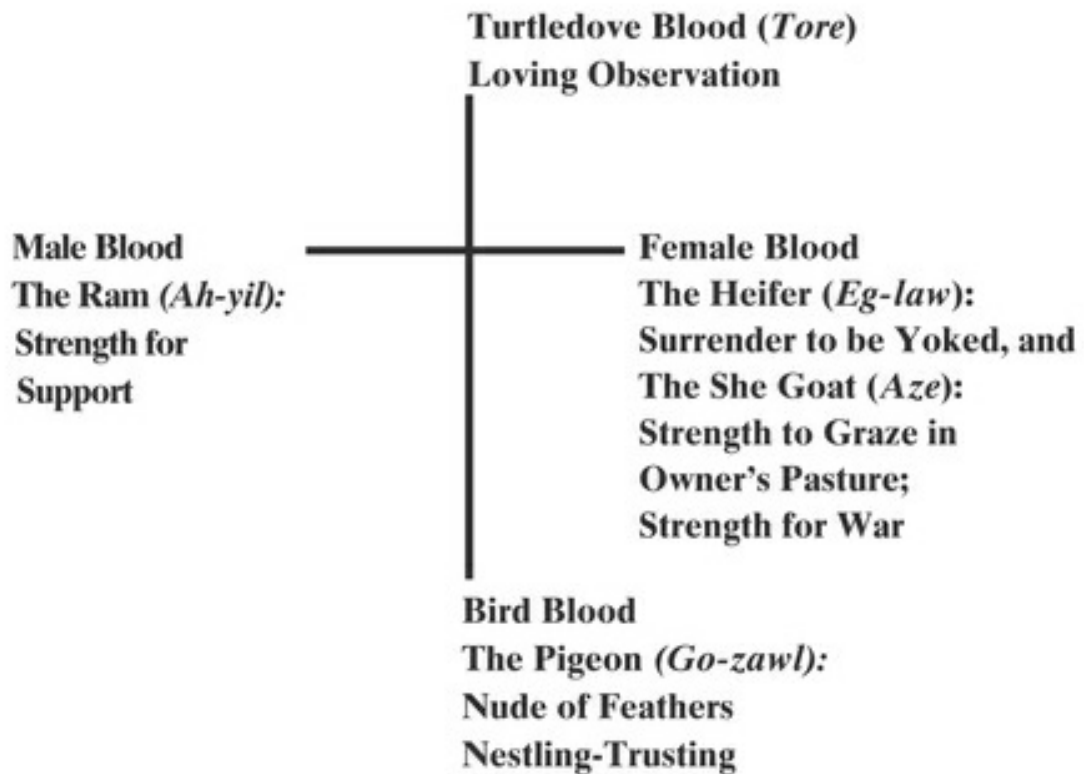 Turtledove Blood (Tore)
Loving Observation
Male Blood
The Ram (Ah-yil):
Strength for
Support
Female Blood
The Heifer (Eg-law):
Surrender to be Yoked, and
The She Goat (Aze):
Strength to Graze in
Owner's Pasture;
Strength for War
Bird Blood
The Pigeon (Go-zawl):
Nude of Feathers
Nestling-Trusting